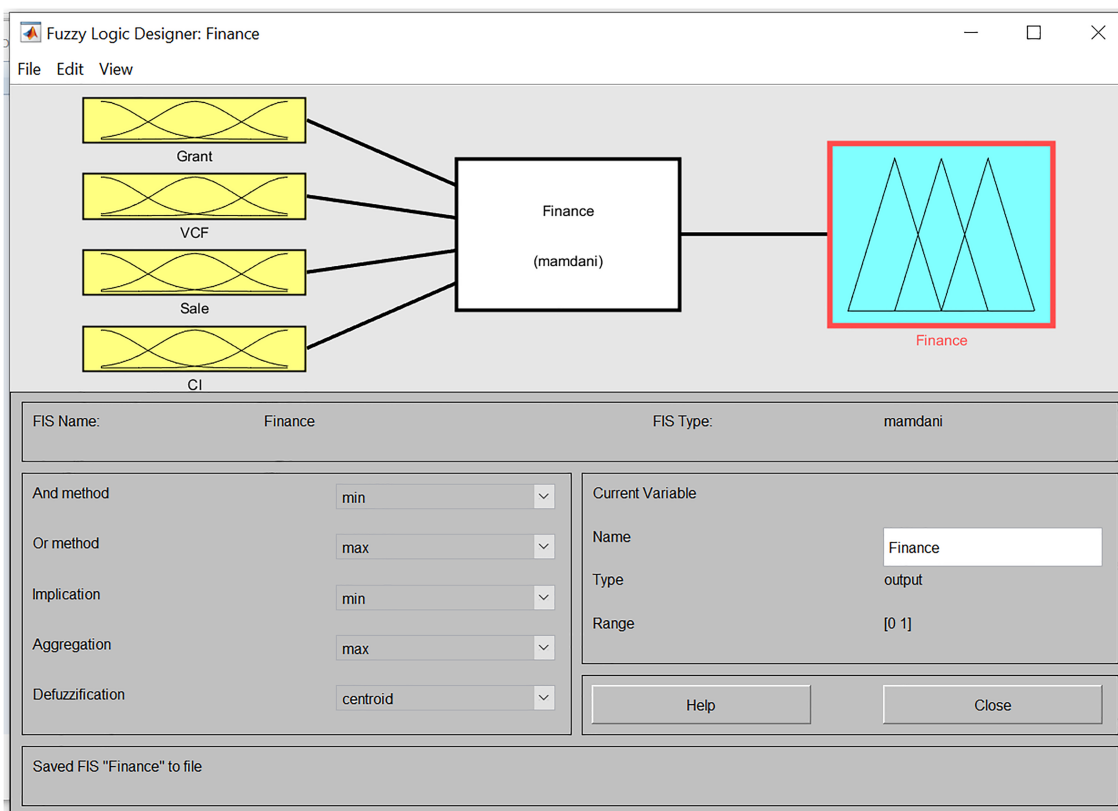 Fuzzy Logic Designer: Finance
File Edit View
Grant
VCF
Sale
CI
Finance
(mamdani)
Finance
FIS Name: Finance FIS Type: mamdani
And method min
Or method max
Implication min
Aggregation max
Defuzzification centroid
Current Variable
Name Finance
Type output
Range [0 1]
Help Close
Saved FIS "Finance" to file